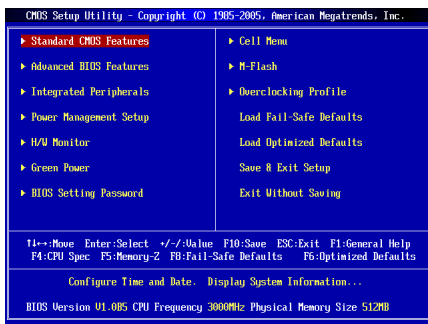 CMOS Setup Utility - Copyright (C) 1985-2005, American Megatrends, Inc.
Standard CMOS Features
Advanced BIOS Features
Integrated Peripherals
Power Management Setup
H/W Monitor
Green Power
BIOS Setting Password
Cell Menu
M-Flash
Overclocking Profile
Load Fail-Safe Defaults
Load Optimized Defaults
Save & Exit Setup
Exit Without Saving
↑↓←→:Move Enter:Select +/-/:Value F10:Save ESC:Exit F1:General Help
F4:CPU Spec F5:Memory-Z F8:Fail-Safe Defaults F6:Optimized Defaults
Configure Time and Date. Display System Information...
BIOS Version V1.0B5 CPU Frequency 3000MHz Physical Memory Size 512MB